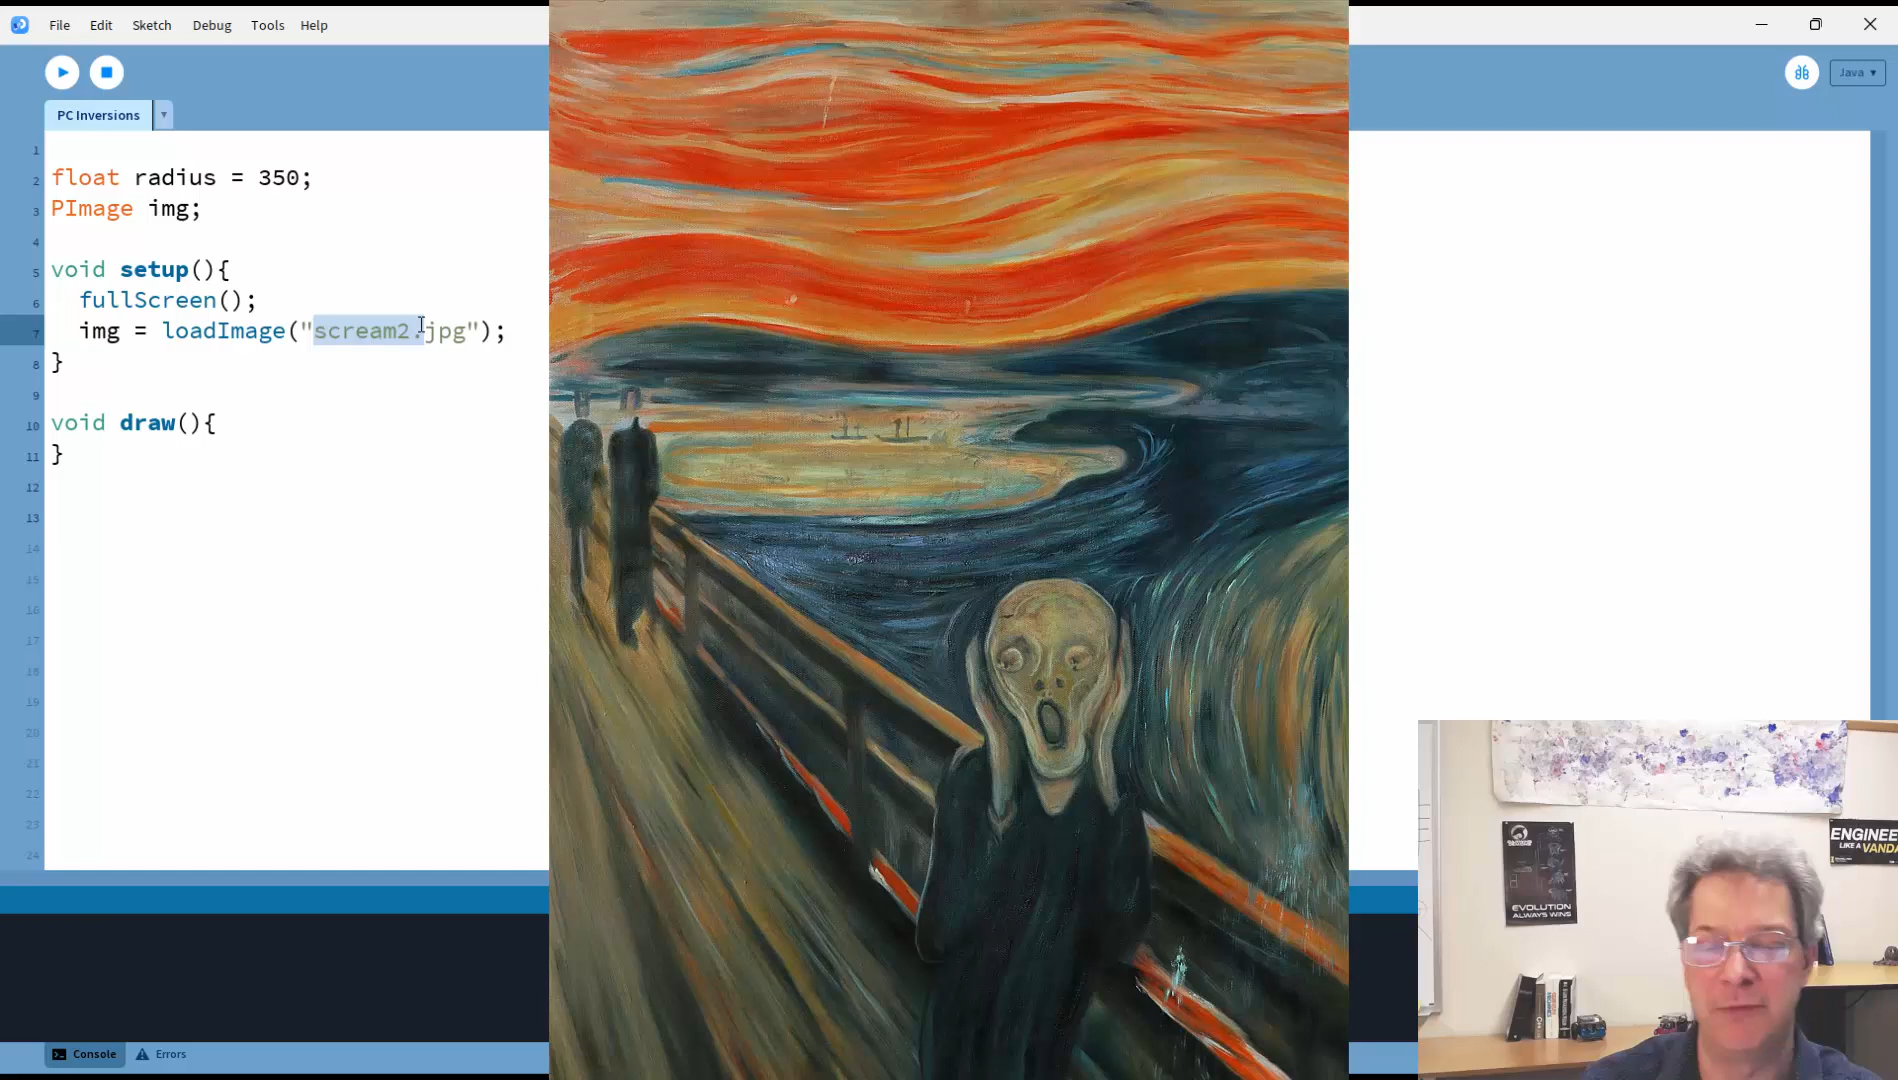 File Edit Sketch Debug Tools Help
Java ▾
PC Inversions ▾
1
2 float radius = 350;
3 PImage img;
4
5 void setup(){
6 fullScreen();
7 img = loadImage("scream2.jpg");
8 }
9
10 void draw(){
11 }
12
13
14
15
16
17
18
19
20
21
22
23
24
ENGINEE
LIKE A VANDA
EVOLUTION
ALWAYS WINS
Console Errors